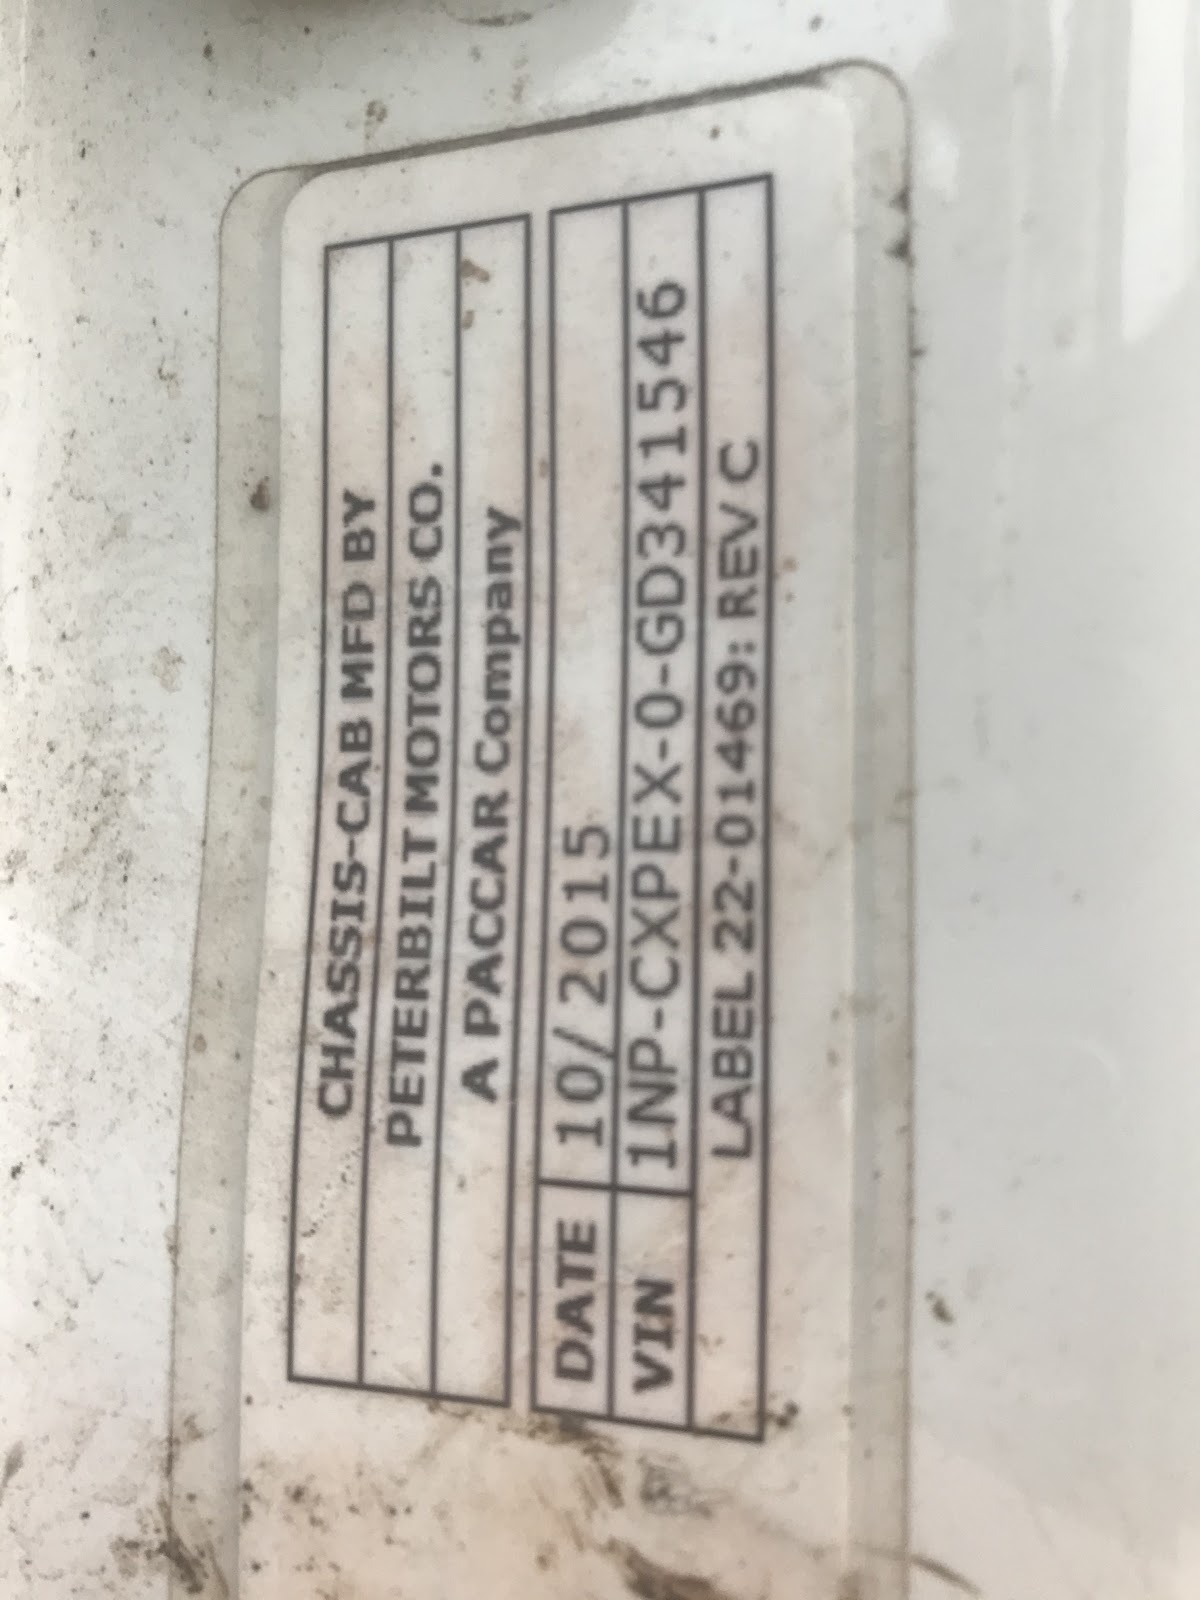 CHASSIS-CAB MFD BY
PETERBILT MOTORS CO.
A PACCAR Company
DATE 10/2015
VIN 1NP-CXPEX-0-GD341546
LABEL 22-01469: REV C